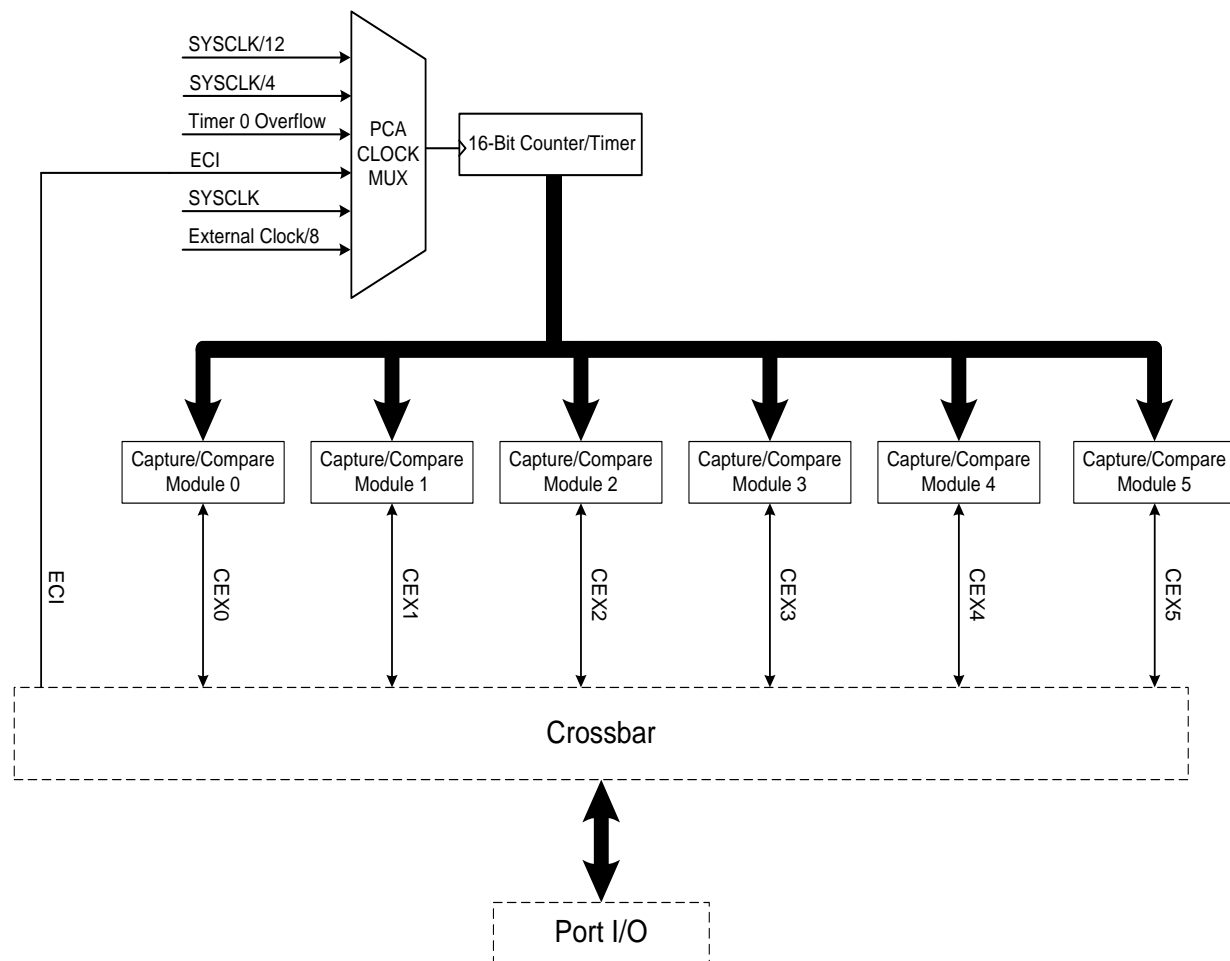 SYSCLK/12
SYSCLK/4
Timer 0 Overflow
ECI
SYSCLK
External Clock/8
PCA
CLOCK
MUX
16-Bit Counter/Timer
Capture/Compare
Module 0
Capture/Compare
Module 1
Capture/Compare
Module 2
Capture/Compare
Module 3
Capture/Compare
Module 4
Capture/Compare
Module 5
ECI
CEX0
CEX1
CEX2
CEX3
CEX4
CEX5
Crossbar
Port I/O